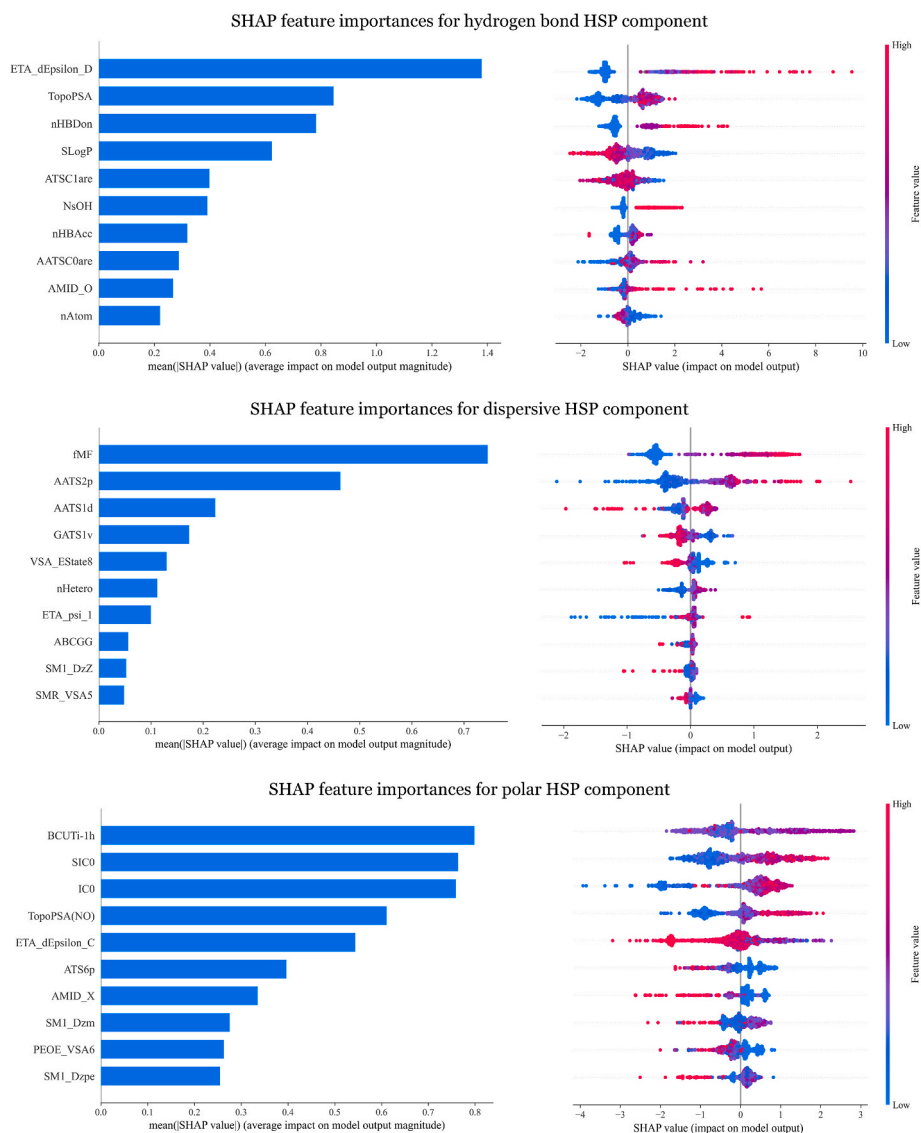 SHAP feature importances for hydrogen bond HSP component
ETA_dEpsilon_D
TopoPSA
nHBDon
SLogP
ATSC1are
NsOH
nHBAcc
AATSC0are
AMID_O
nAtom
0.0 0.2 0.4 0.6 0.8 1.0 1.2 1.4
mean(|SHAP value|) (average impact on model output magnitude)
−2 0 2 4 6 8 10
SHAP value (impact on model output)
High
Feature value
Low
SHAP feature importances for dispersive HSP component
fMF
AATS2p
AATS1d
GATS1v
VSA_EState8
nHetero
ETA_psi_1
ABCGG
SM1_DzZ
SMR_VSA5
0.0 0.1 0.2 0.3 0.4 0.5 0.6 0.7
mean(|SHAP value|) (average impact on model output magnitude)
−2 −1 0 1 2
SHAP value (impact on model output)
High
Feature value
Low
SHAP feature importances for polar HSP component
BCUTi-1h
SIC0
IC0
TopoPSA(NO)
ETA_dEpsilon_C
ATS6p
AMID_X
SM1_Dzm
PEOE_VSA6
SM1_Dzpe
0.0 0.1 0.2 0.3 0.4 0.5 0.6 0.7 0.8
mean(|SHAP value|) (average impact on model output magnitude)
−4 −3 −2 −1 0 1 2 3
SHAP value (impact on model output)
High
Feature value
Low